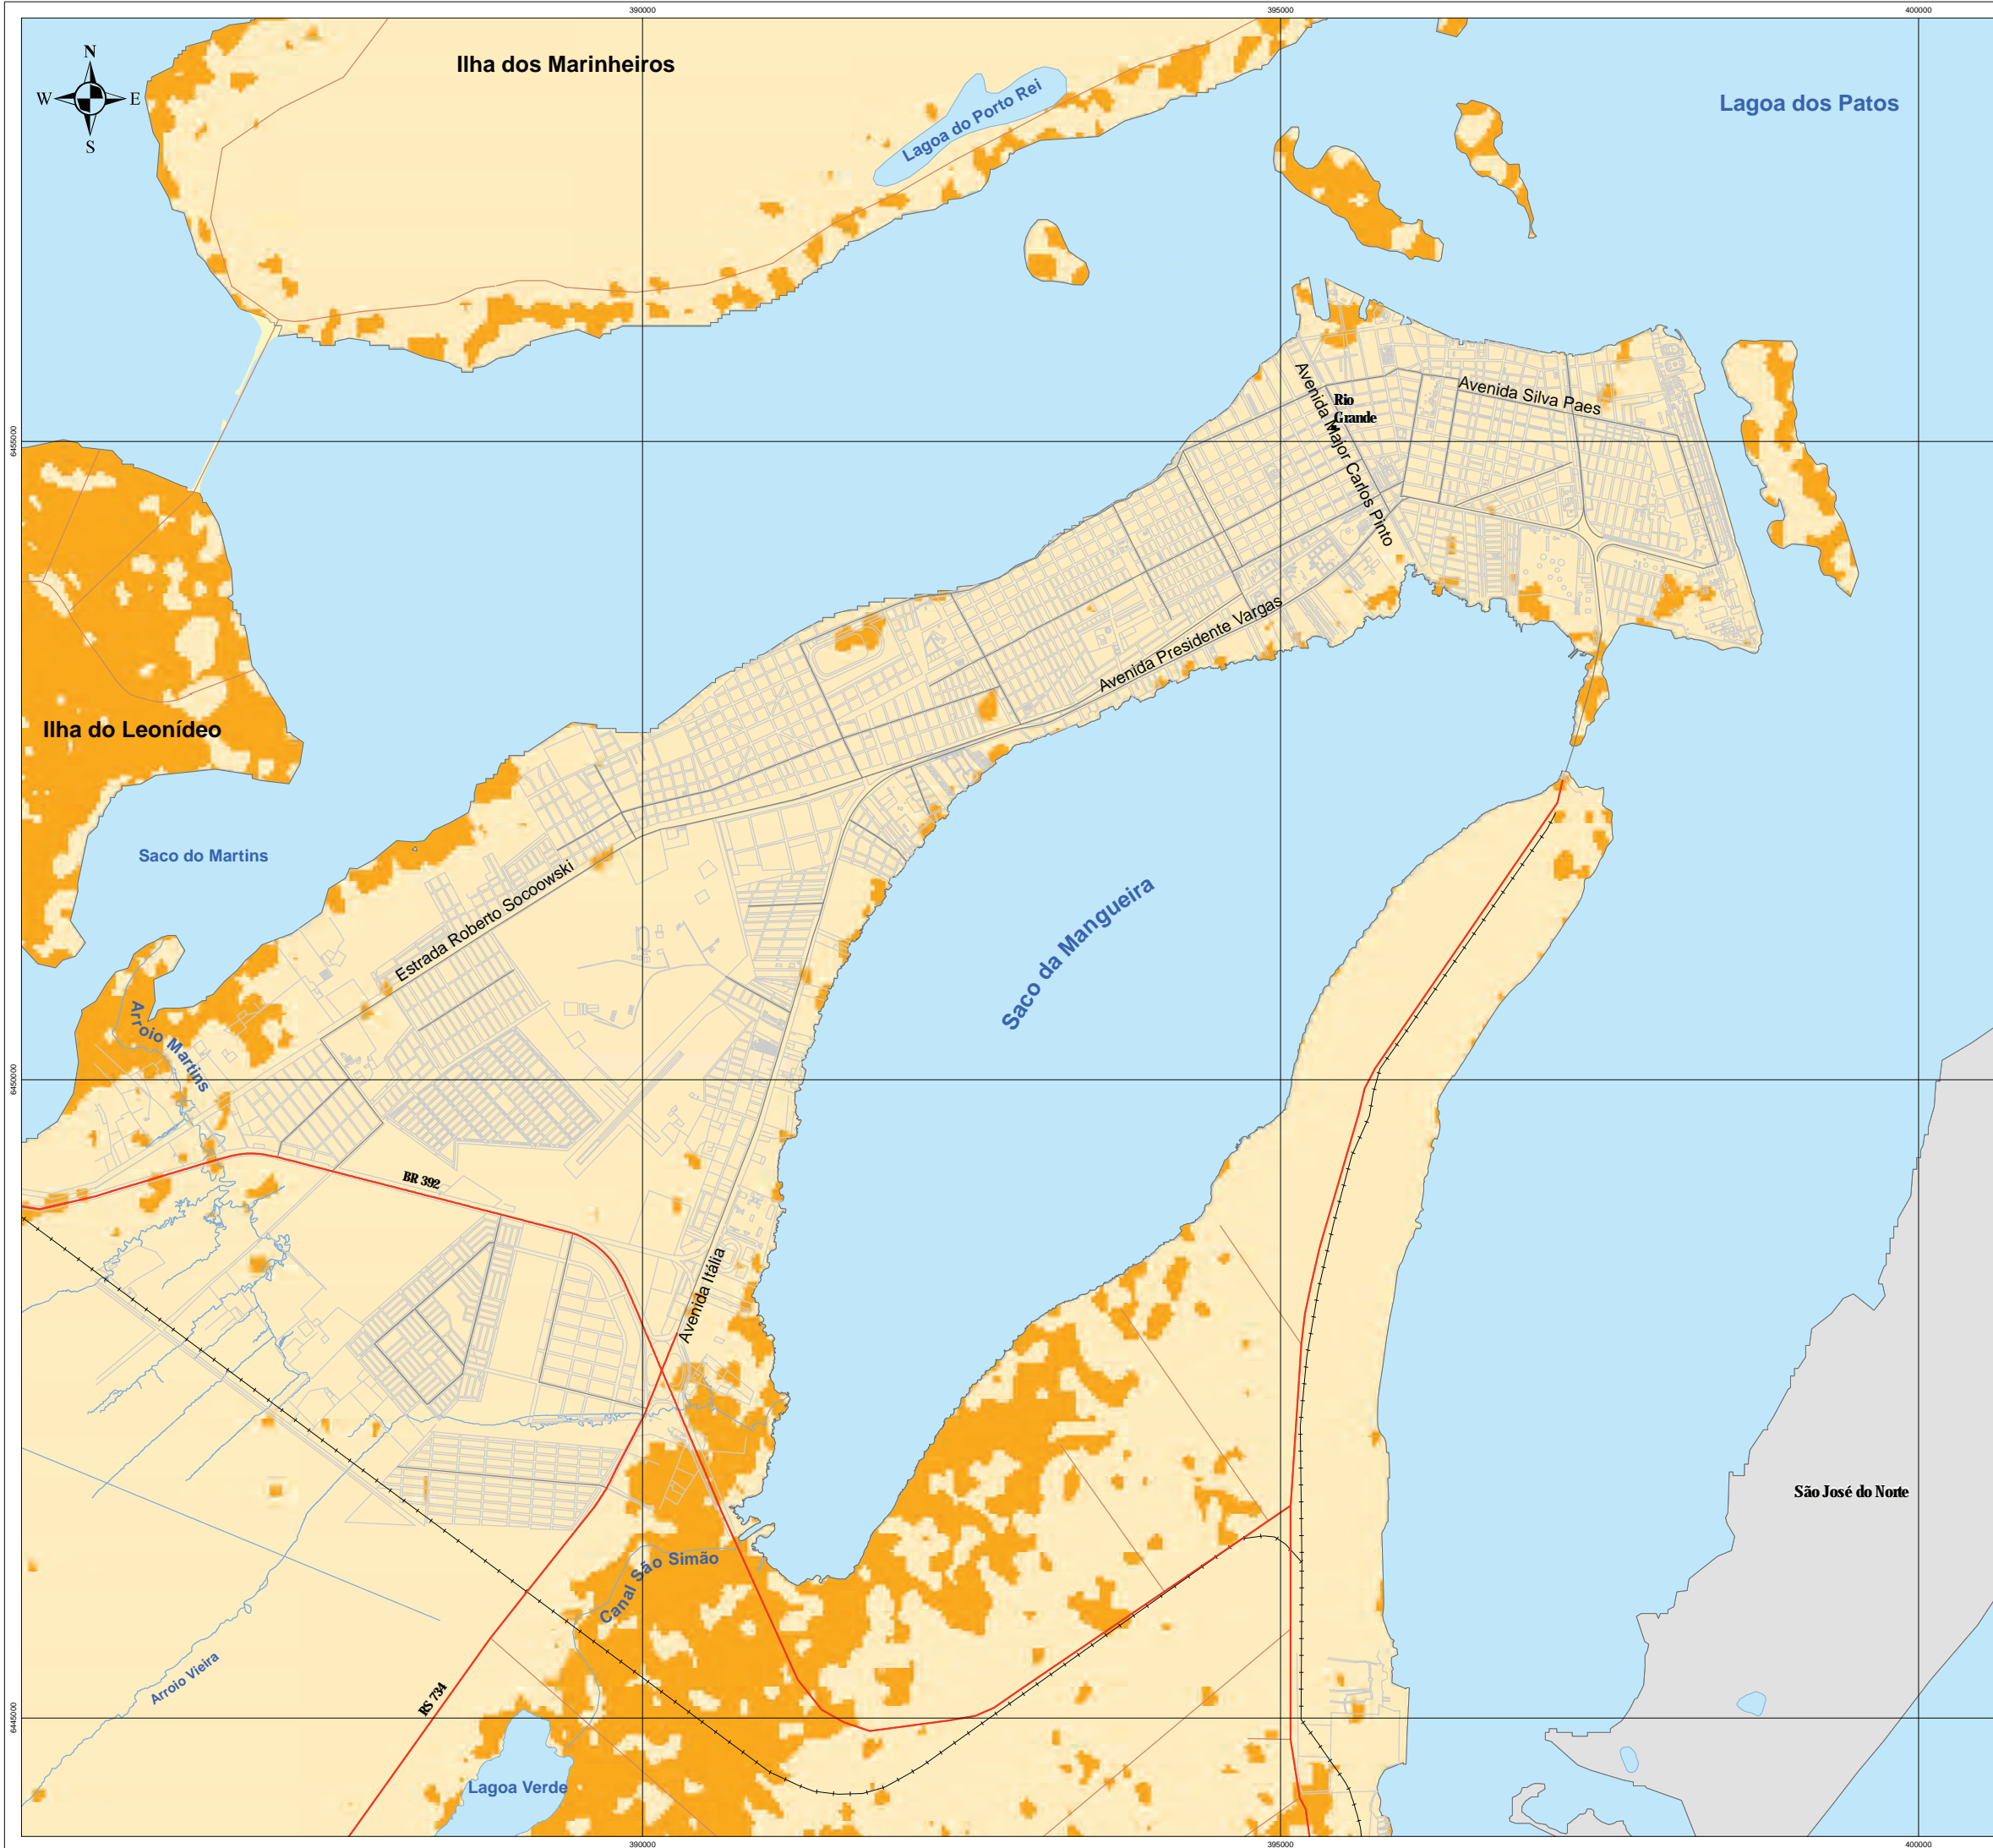 390000
395000
400000
N
W
E
S
Ilha dos Marinheiros
Lagoa do Porto Rei
Lagoa dos Patos
Avenida Silva Paes
Avenida Major Carlos Pinto
Rio
Grande
6455000
Avenida Presidente Vargas
Ilha do Leonídeo
Saco do Martins
Estrada Roberto Socoowski
Saco da Mangueira
Arroio Martins
6450000
BR 392
Avenida Itália
São José do Norte
Canal São Simão
Arroio Vieira
RS 734
6445000
Lagoa Verde
390000
395000
400000